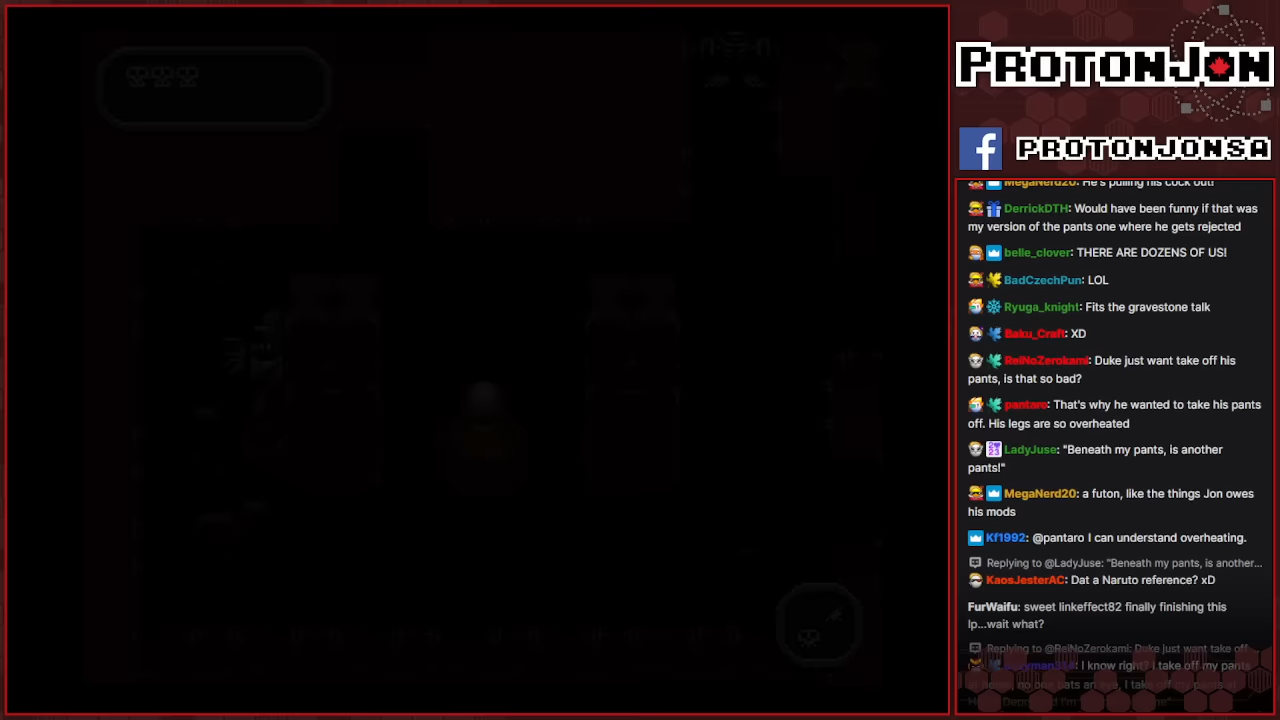 PROTONJON
PROTONJONSA
MegaNerd20: He's pulling his cock out!
DerrickDTH: Would have been funny if that was
my version of the pants one where he gets rejected
belle_clover: THERE ARE DOZENS OF US!
BadCzechPun: LOL
Ryuga_knight: Fits the gravestone talk
Baku_Craft: XD
ReiNoZerokami: Duke just want take off his
pants, is that so bad?
pantaro: That's why he wanted to take his pants
off. His legs are so overheated
LadyJuse: "Beneath my pants, is another
pants!"
MegaNerd20: a futon, like the things Jon owes
his mods
Kf1992: @pantaro I can understand overheating.
Replying to @LadyJuse: "Beneath my pants, is another...
KaosJesterAC: Dat a Naruto reference? xD
FurWaifu: sweet linkeffect82 finally finishing this
lp...wait what?
Replying to @ReiNoZerokami: Duke just want take off
I know right? I take off my pants